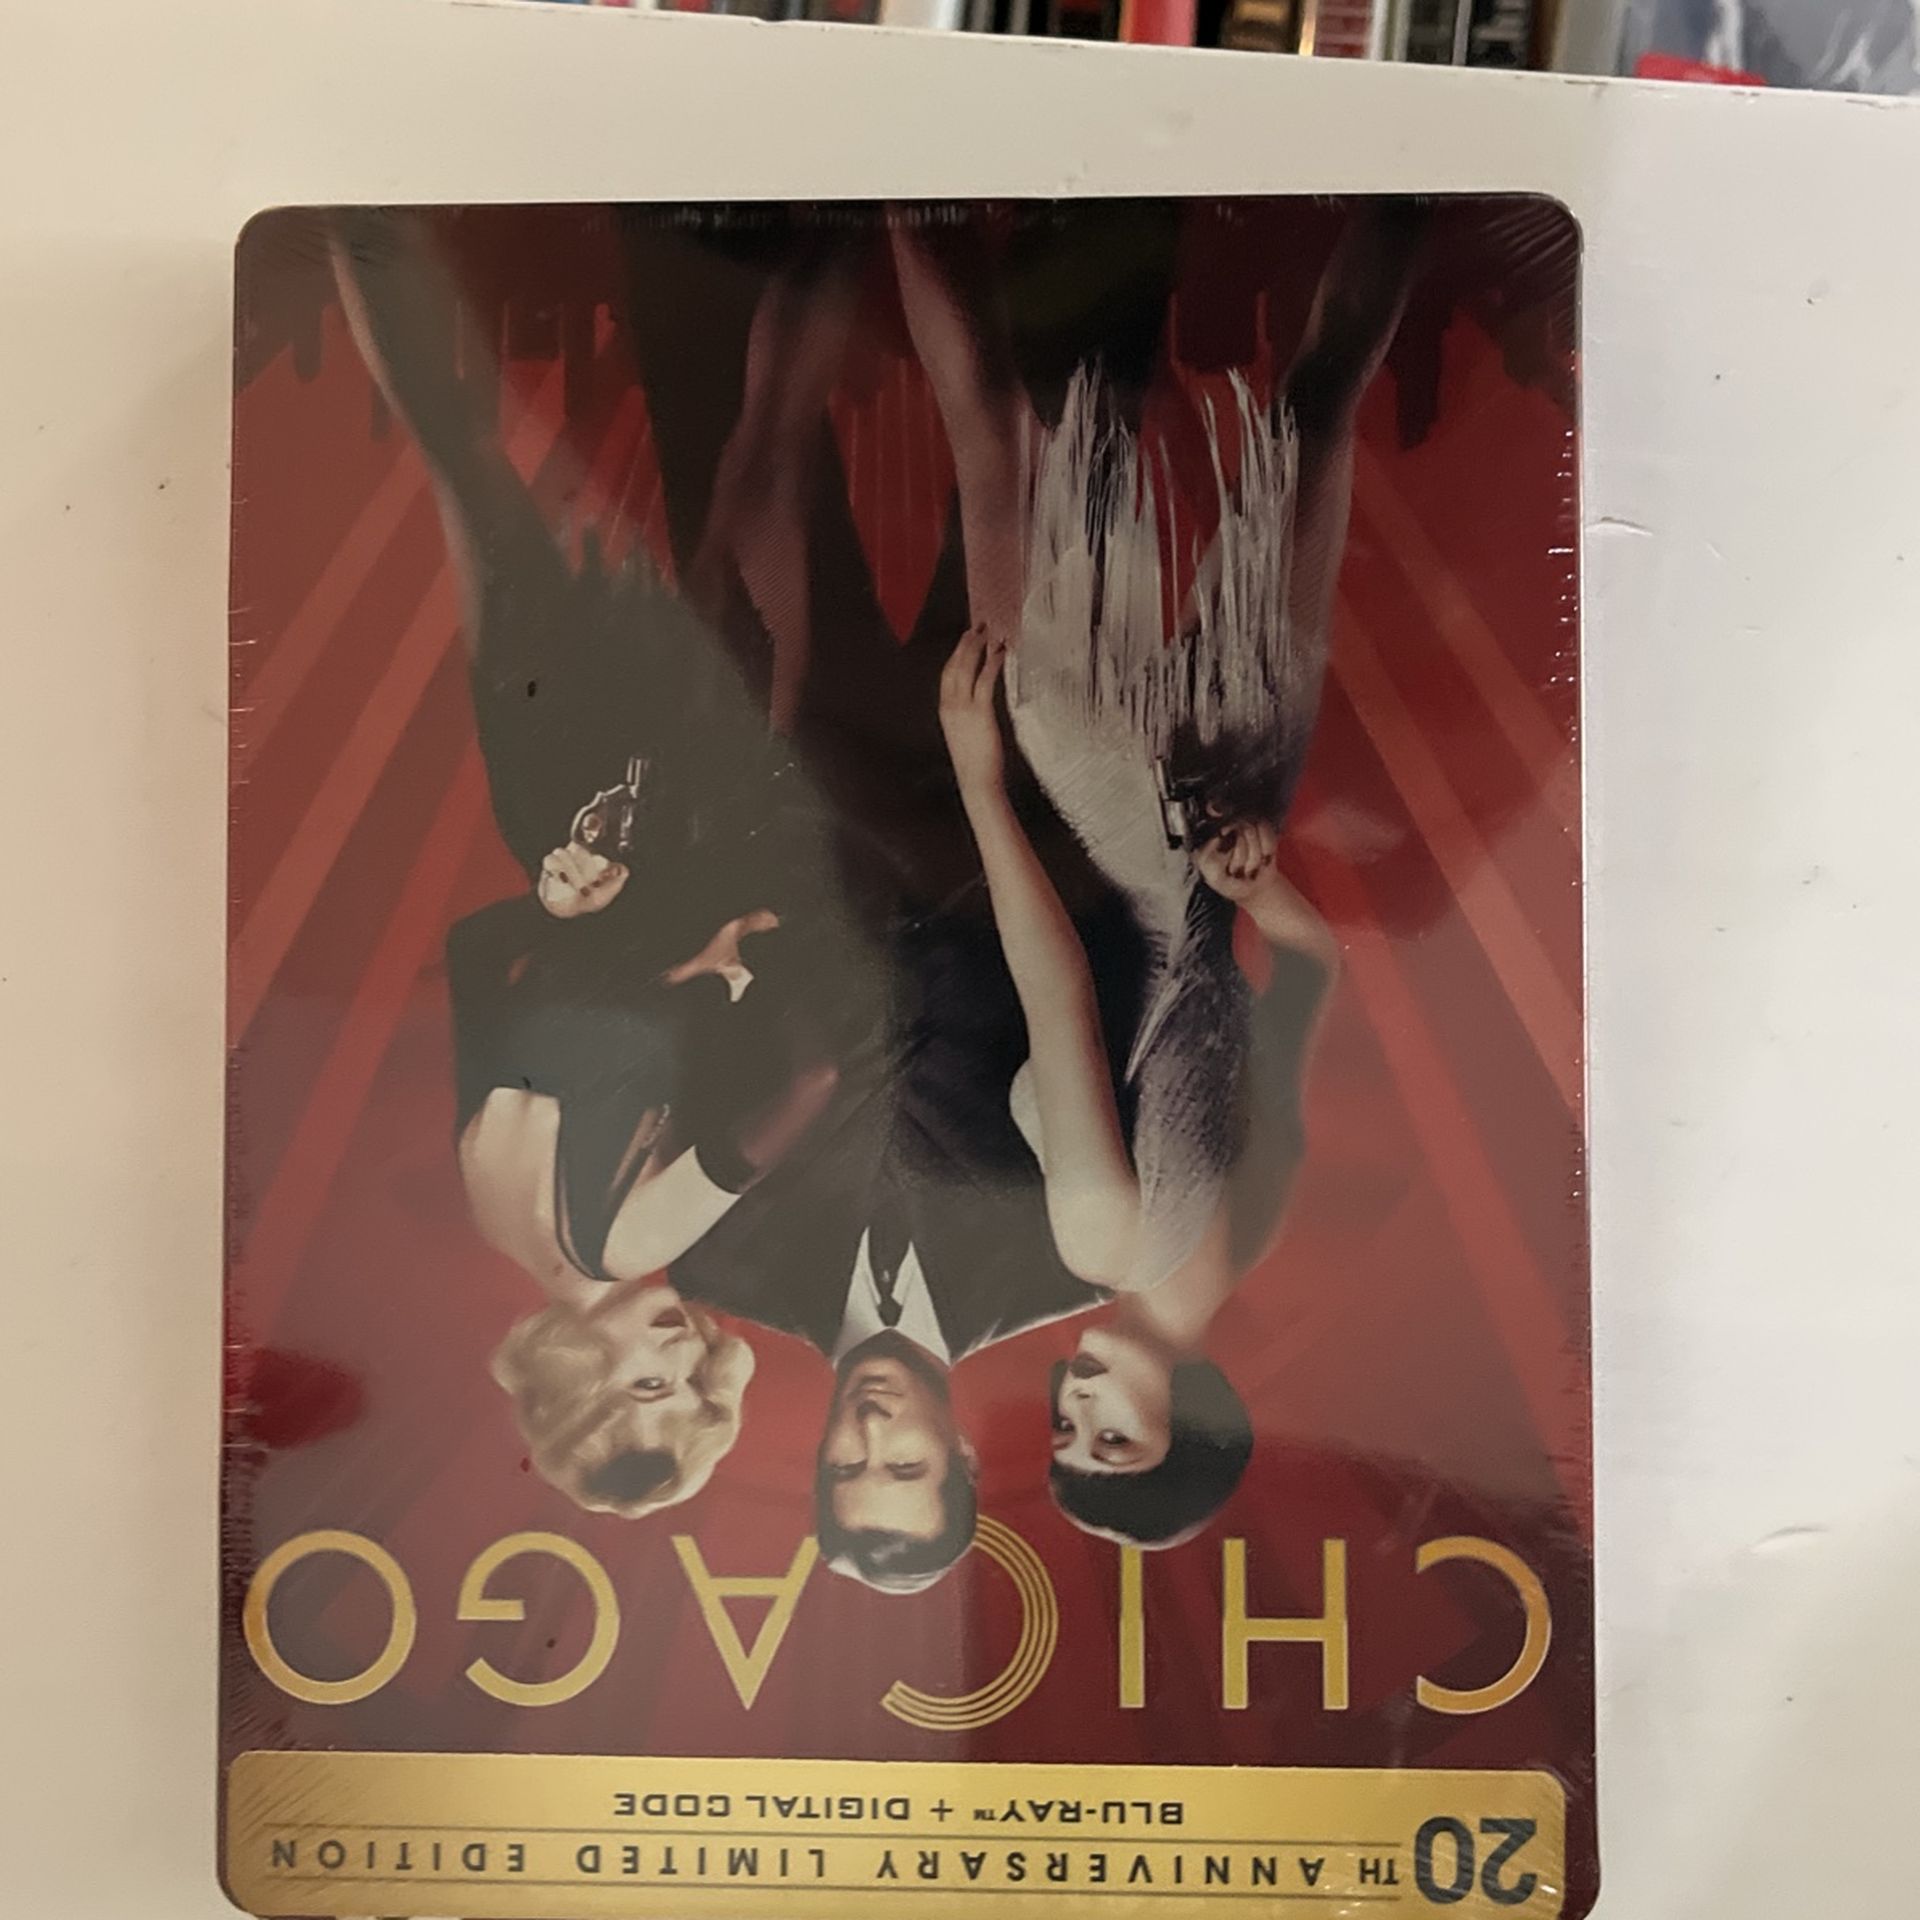 20TH ANNIVERSARY LIMITED EDITION
BLU-RAY™ + DIGITAL CODE
CHICAGO